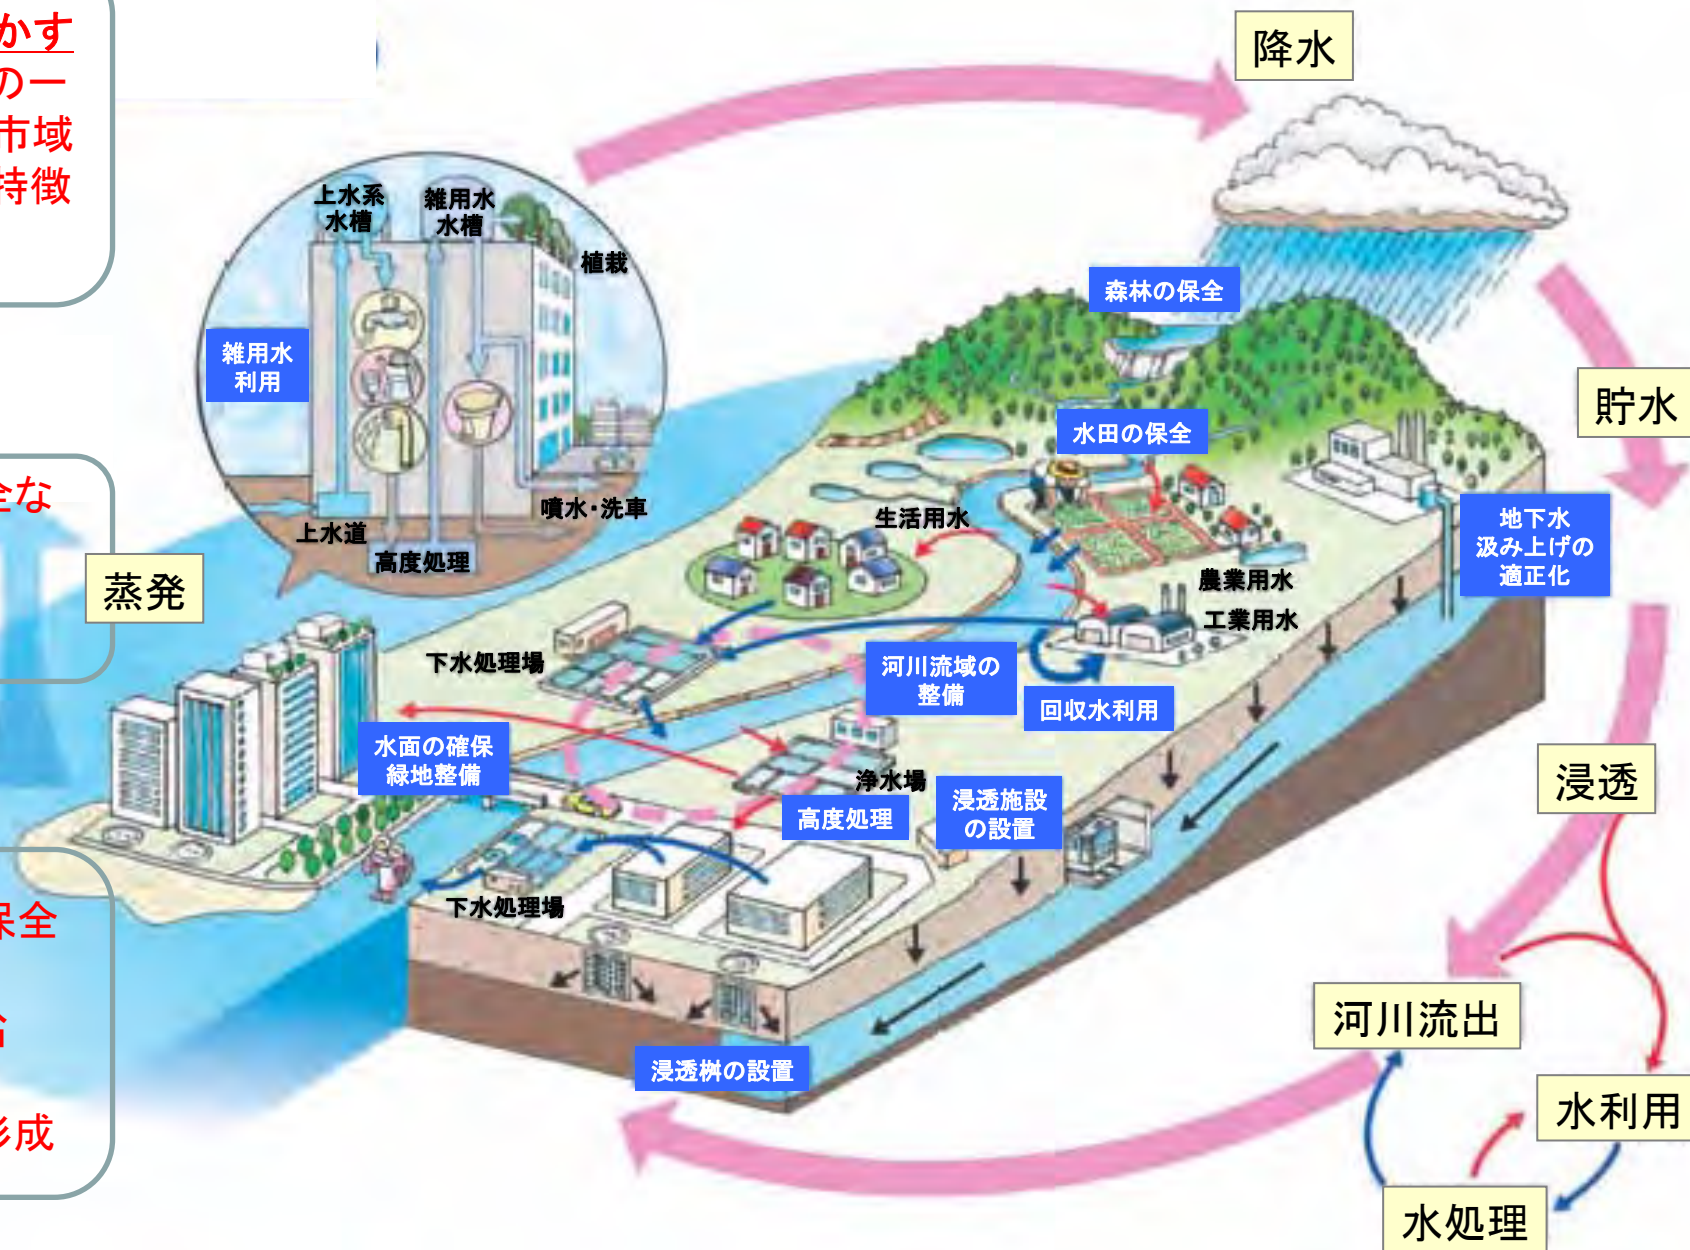 かす
の一
市域
特徴
全な
保全
形成
降水
上水系
水槽
雑用水
水槽
植栽
雑用水
利用
上水道
高度処理
噴水・洗車
蒸発
森林の保全
貯水
水田の保全
地下水
汲み上げの
適正化
生活用水
農業用水
工業用水
下水処理場
河川流域の
整備
回収水利用
水面の確保
緑地整備
浄水場
高度処理
浸透施設
の設置
浸透
下水処理場
浸透桝の設置
河川流出
水利用
水処理